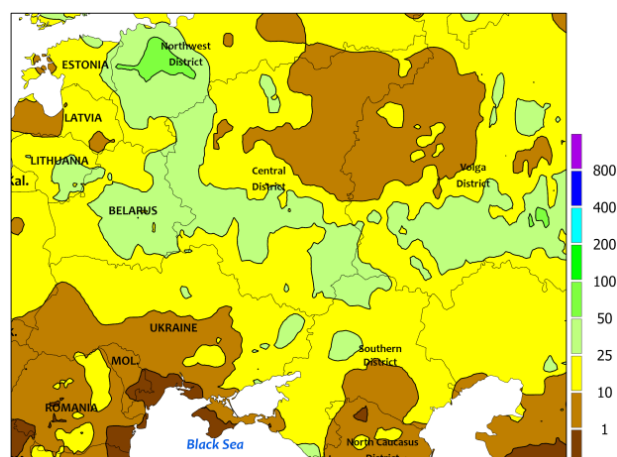 Northwest
District
ESTONIA
LATVIA
LITHUANIA
Kal.
Central
District
Volga
District
BELARUS
UKRAINE
MOL.
Southern
District
ROMANIA
Black Sea
North Caucasus
District
800
400
200
100
50
25
10
1